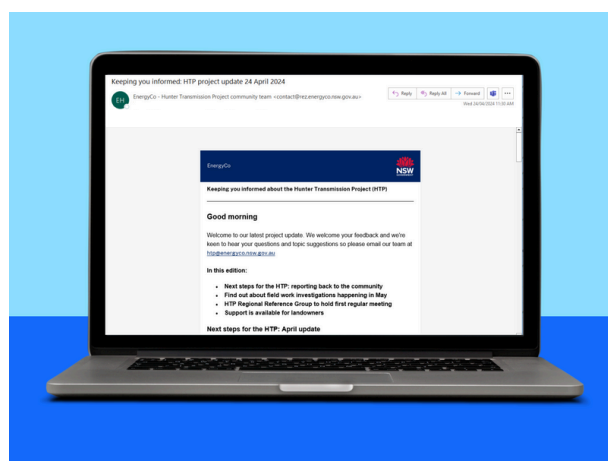 Keeping you informed: HTP project update 24 April 2024
EH
EnergyCo – Hunter Transmission Project community team <contact@rez.energyco.nsw.gov.au>
Reply
Reply All
Forward
Wed 24/04/2024 11:30 AM
EnergyCo
NSW
Keeping you informed about the Hunter Transmission Project (HTP)
Good morning
Welcome to our latest project update. We welcome your feedback and we're
keen to hear your questions and topic suggestions so please email our team at
htp@energyco.nsw.gov.au
In this edition:
• Next steps for the HTP: reporting back to the community
• Find out about field work investigations happening in May
• HTP Regional Reference Group to hold first regular meeting
• Support is available for landowners
Next steps for the HTP: April update